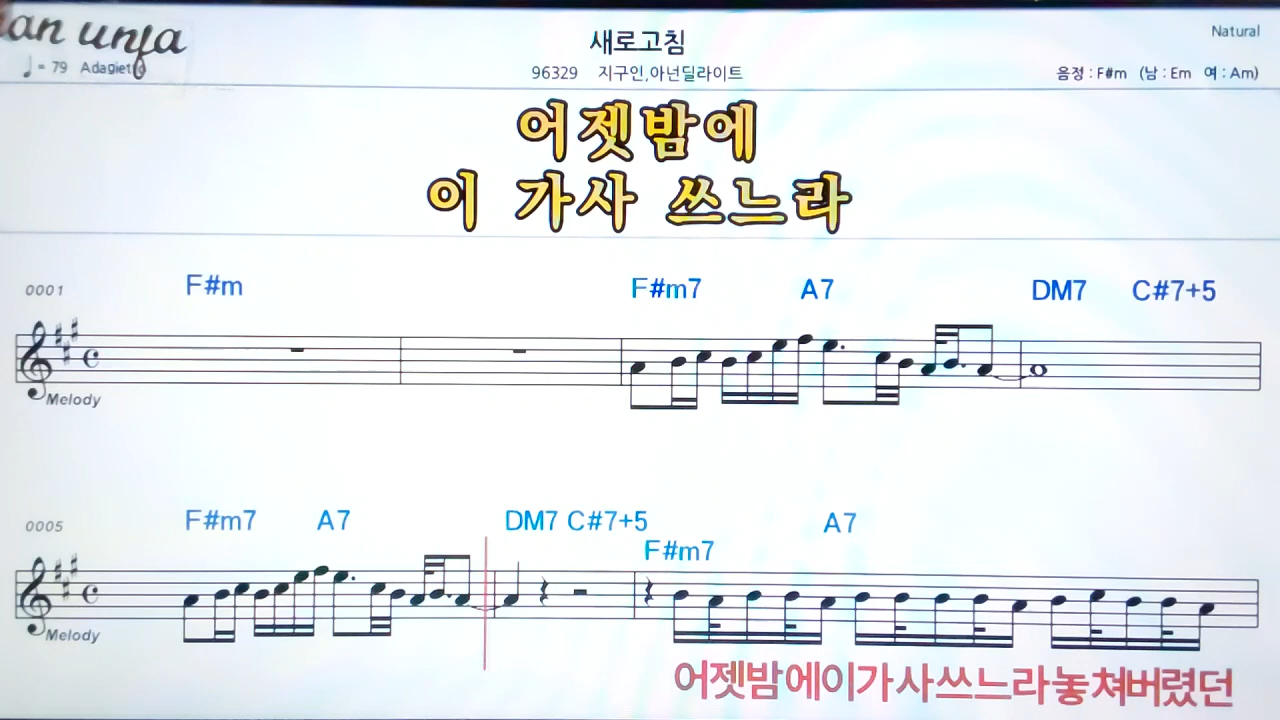 an unja
Natural
새로고침
♩= 79 Adagiet
96329 지구인,아넌딜라이트
음정 : F#m (남 : Em 여 : Am)
어젯밤에
이 가사 쓰느라
0001 F#m F#m7 A7 DM7 C#7+5
Melody
0005 F#m7 A7 DM7 C#7+5 A7
F#m7
Melody
어젯밤에이가사쓰느라놓쳐버렸던